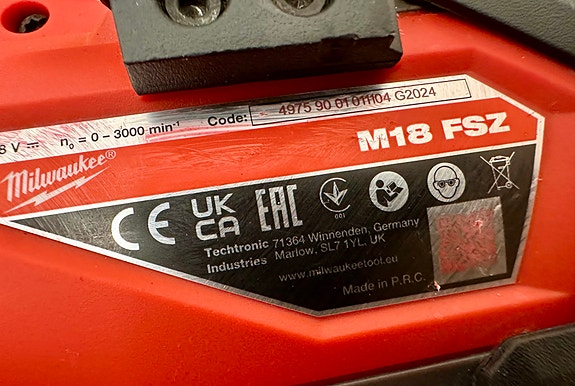 8 V ⎓ n₀ = 0 – 3000 min⁻¹ Code: 4975 90 01 011104 G2024
Milwaukee®
M18 FSZ
CE UK CA EAC
001
Techtronic Industries
71364 Winnenden, Germany
Marlow, SL7 1YL. UK
www.milwaukeetool.eu
Made in P.R.C.